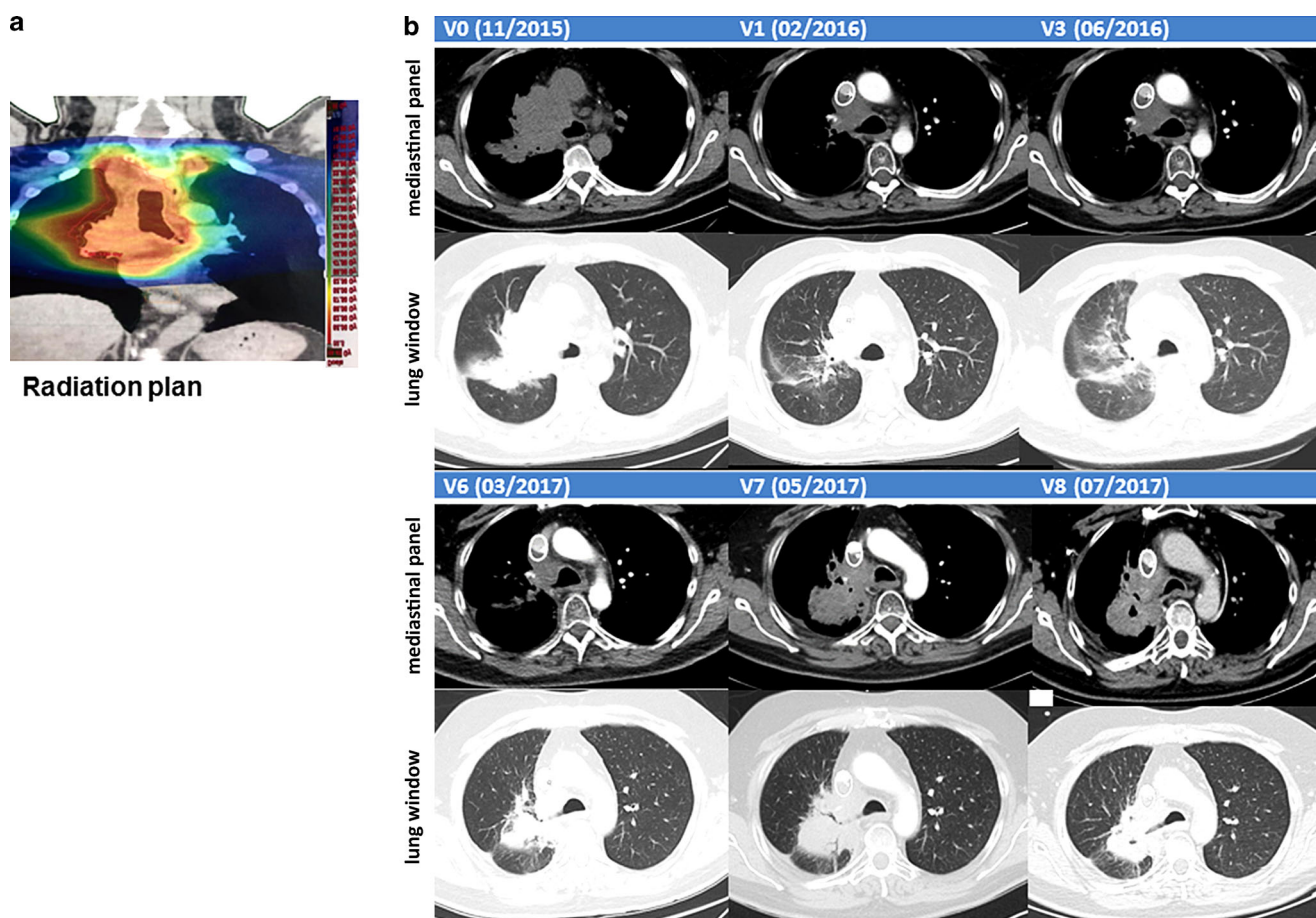 a
b
V0 (11/2015)
V1 (02/2016)
V3 (06/2016)
mediastinal panel
lung window
Radiation plan
V6 (03/2017)
V7 (05/2017)
V8 (07/2017)
mediastinal panel
lung window